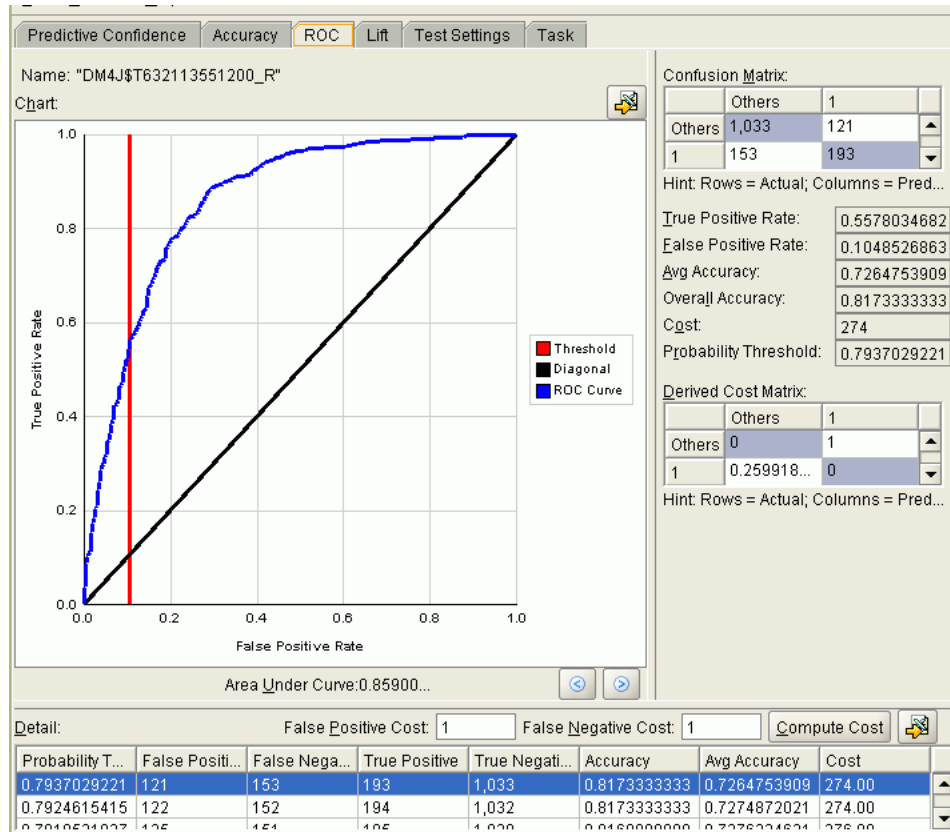 Predictive Confidence Accuracy ROC Lift Test Settings Task
Name: "DM4J$T632113551200_R"
Chart:
1.0
0.8
0.6
0.4
0.2
0.0
True Positive Rate
0.0 0.2 0.4 0.6 0.8 1.0
False Positive Rate
Threshold
Diagonal
ROC Curve
Area Under Curve:0.85900...
Confusion Matrix:
Others 1
Others 1,033 121
1 153 193
Hint: Rows = Actual; Columns = Pred...
True Positive Rate: 0.5578034682
False Positive Rate: 0.1048526863
Avg Accuracy: 0.7264753909
Overall Accuracy: 0.8173333333
Cost: 274
Probability Threshold: 0.7937029221
Derived Cost Matrix:
Others 1
Others 0 1
1 0.259918... 0
Hint: Rows = Actual; Columns = Pred...
Detail: False Positive Cost: 1 False Negative Cost: 1 Compute Cost
Probability T... False Positi... False Nega... True Positive True Negati... Accuracy Avg Accuracy Cost
0.7937029221 121 153 193 1,033 0.8173333333 0.7264753909 274.00
0.7924615415 122 152 194 1,032 0.8173333333 0.7274872021 274.00